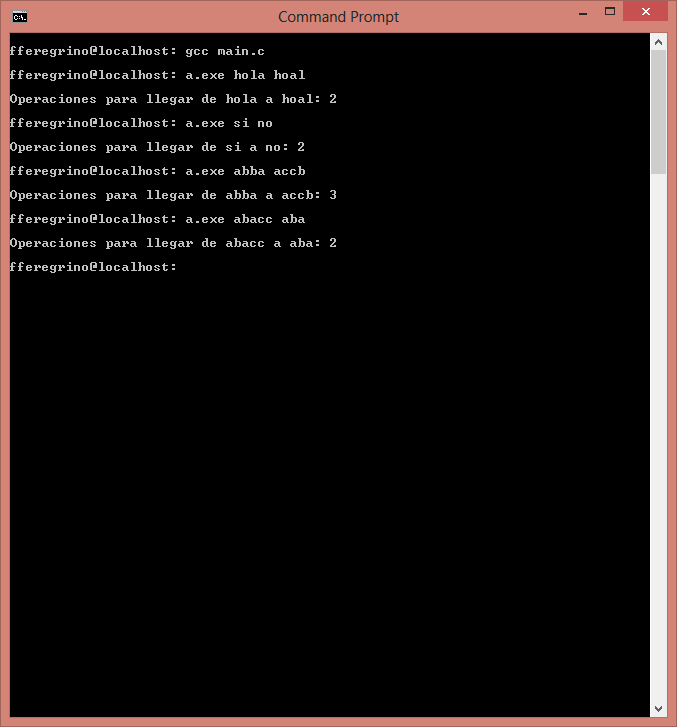 Command Prompt
fferegrino@localhost: gcc main.c
fferegrino@localhost: a.exe hola hoal
Operaciones para llegar de hola a hoal: 2
fferegrino@localhost: a.exe si no
Operaciones para llegar de si a no: 2
fferegrino@localhost: a.exe abba accb
Operaciones para llegar de abba a accb: 3
fferegrino@localhost: a.exe abacc aba
Operaciones para llegar de abacc a aba: 2
fferegrino@localhost: